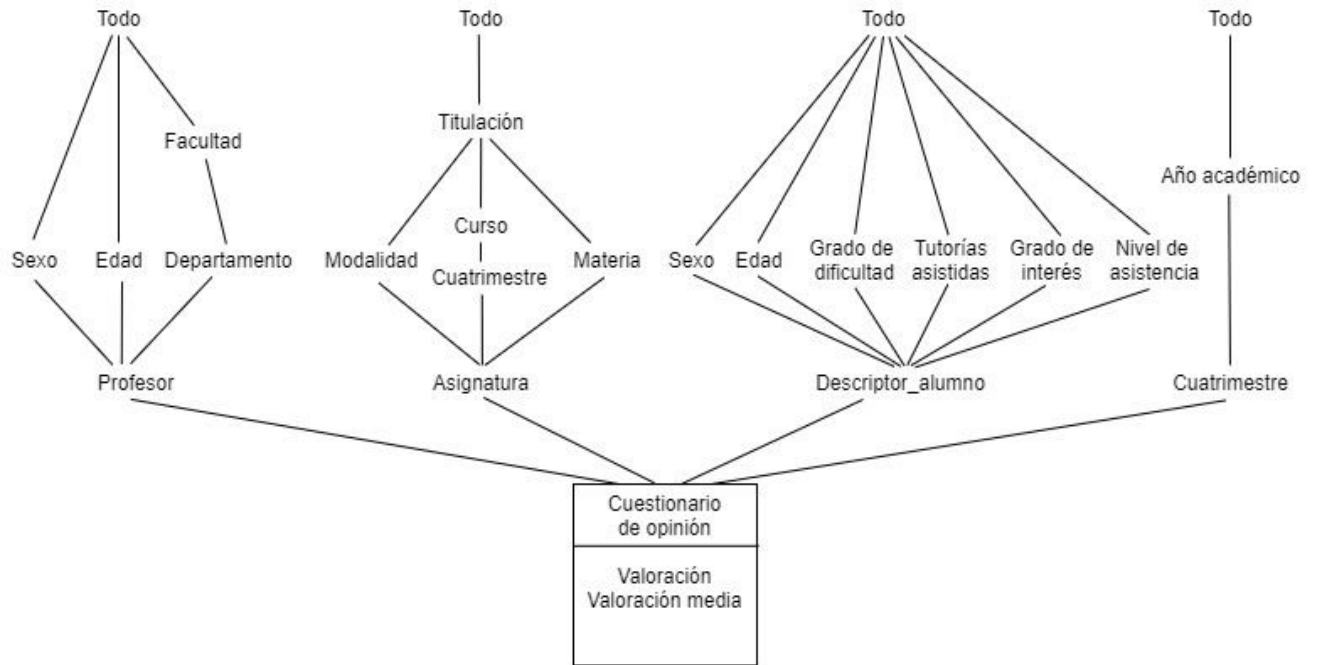 Todo
Todo
Todo
Todo
Titulación
Facultad
Año académico
Curso
Sexo
Edad
Departamento
Modalidad
Cuatrimestre
Materia
Sexo
Edad
Grado de
dificultad
Tutorías
asistidas
Grado de
interés
Nivel de
asistencia
Profesor
Asignatura
Descriptor_alumno
Cuatrimestre
Cuestionario
de opinión
Valoración
Valoración media